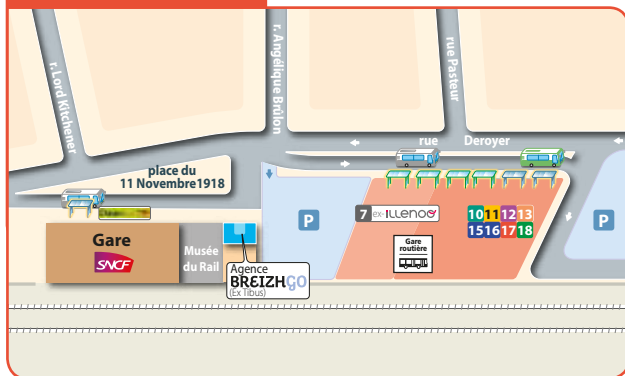 r. Lord Kitchener
r. Angélique Brûlon
rue Pasteur
rue Deroyer
place du
11 Novembre1918
P
7 ex-ILLENOO
10 11 12 13
15 16 17 18
P
Gare
SNCF
Musée
du Rail
Gare
routière
Agence
BREIZHGO
(Ex Tibus)